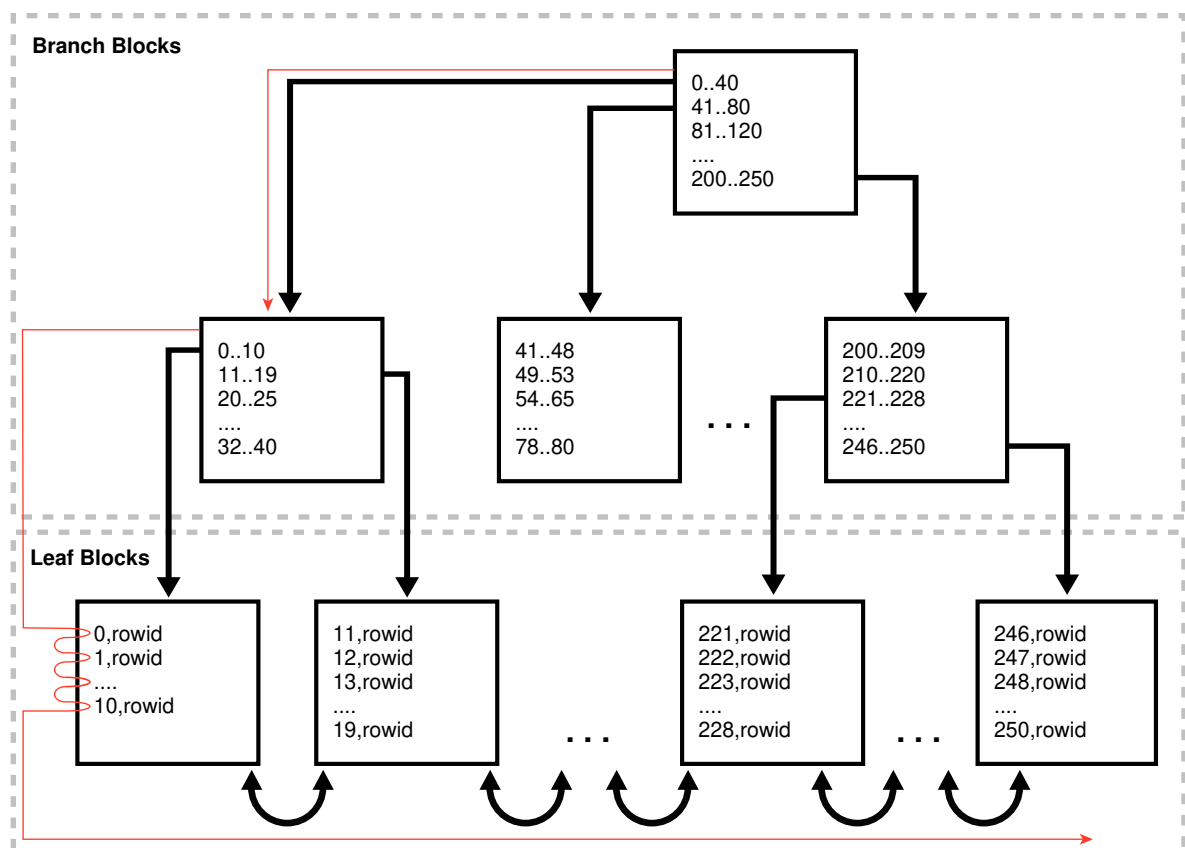 Branch Blocks
0..40
41..80
81..120
....
200..250
0..10
11..19
20..25
....
32..40
41..48
49..53
54..65
....
78..80
. . .
200..209
210..220
221..228
....
246..250
Leaf Blocks
0,rowid
1,rowid
....
10,rowid
11,rowid
12,rowid
13,rowid
....
19,rowid
. . .
221,rowid
222,rowid
223,rowid
....
228,rowid
. . .
246,rowid
247,rowid
248,rowid
....
250,rowid